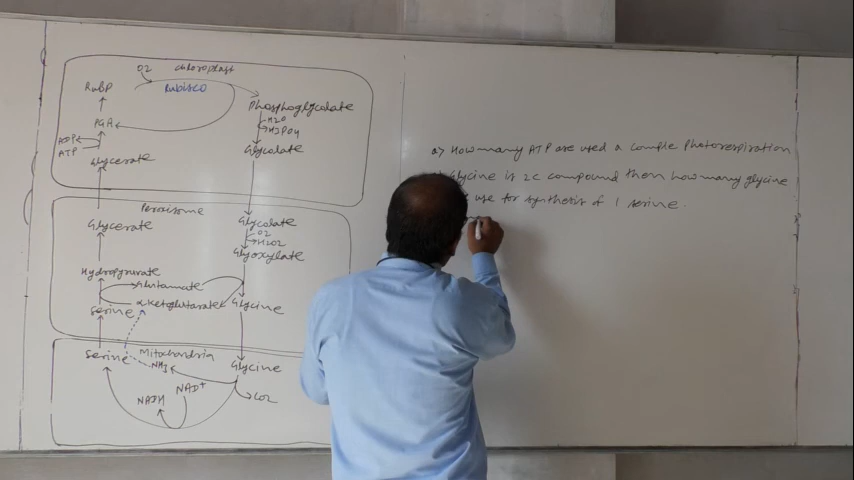 O2 chloroplast
RuBP RUBISCO
Phosphoglycolate
PGA H2O
H3PO4
ADP
ATP Glycolate
Glycerate
Peroxisome
Glycerate Glycolate
O2
H2O2
Glyoxylate
Hydropyruvate
Glutamate
Serine α-ketoglutarate Glycine
Serine Mitochondria
NH3 Glycine
NAD+
NADH CO2
a> How many ATP are used a comple Photorespiration
Glycine is 2C compound then how many glycine
use for synthesis of 1 serine.